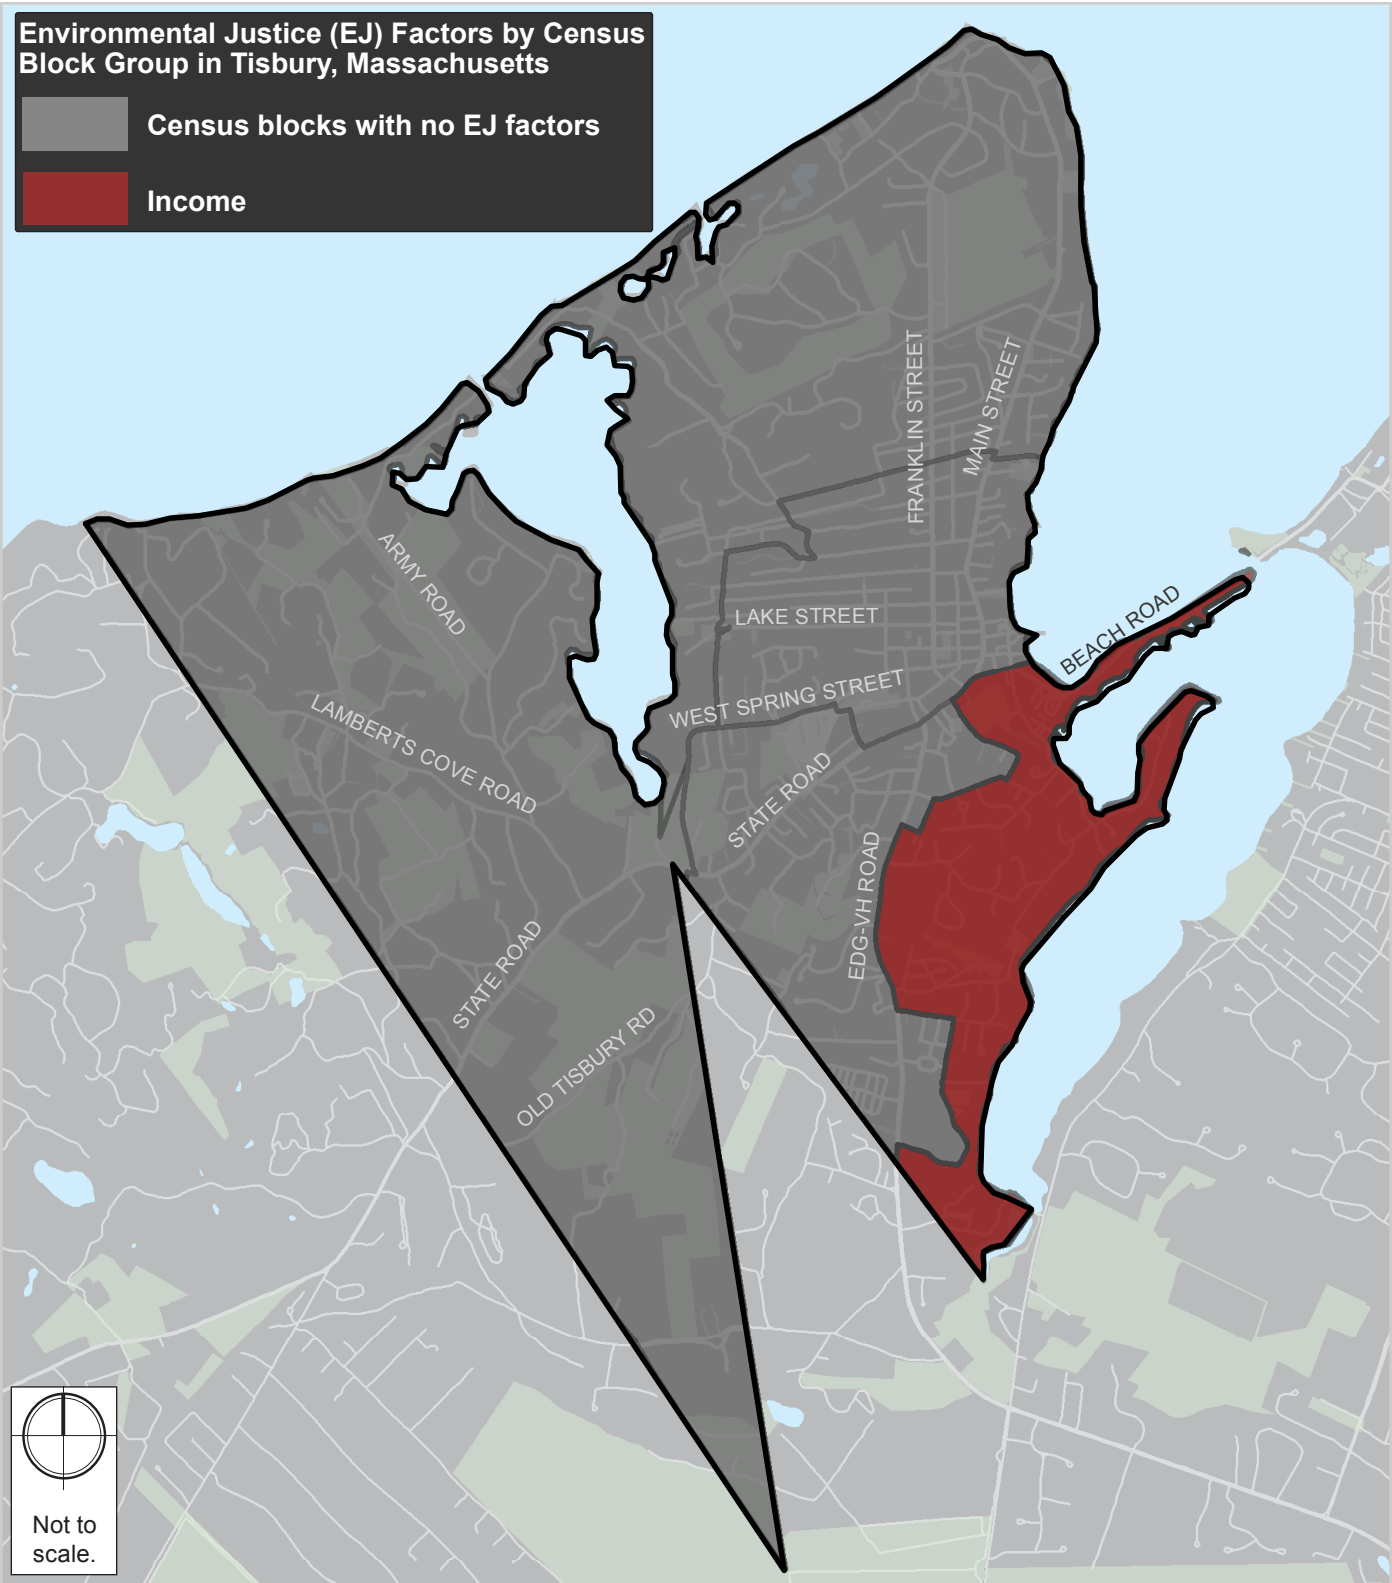 Environmental Justice (EJ) Factors by Census
Block Group in Tisbury, Massachusetts
Census blocks with no EJ factors
Income
FRANKLIN STREET
MAIN STREET
ARMY ROAD
LAKE STREET
BEACH ROAD
WEST SPRING STREET
LAMBERTS COVE ROAD
STATE ROAD
EDG-VH ROAD
STATE ROAD
OLD TISBURY RD
Not to
scale.